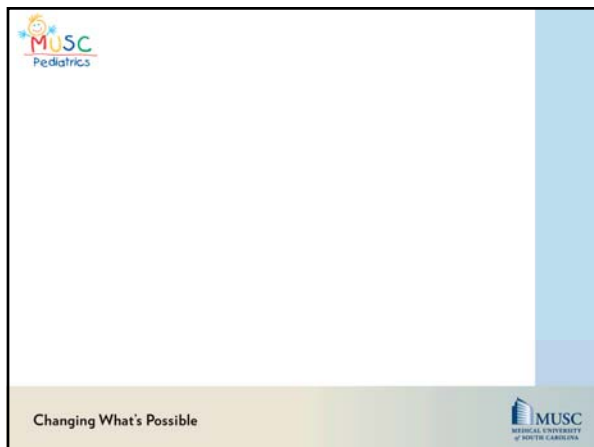 MUSC
Pediatrics
Changing What's Possible
MUSC
MEDICAL UNIVERSITY
of SOUTH CAROLINA